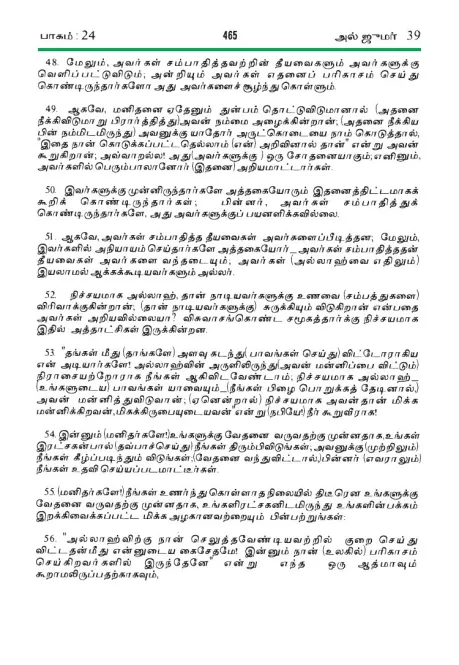 பாகம் : 24 465 அல் ஜுமர் 39
48. மேலும், அவர்கள் சம்பாதித்தவற்றின் தீயவைகளும் அவர்களுக்கு
வெளிப்பட்டுவிடும்; அன்றியும் அவர்கள் எதனைப் பரிகாசம் செய்து
கொண்டிருந்தார்களோ அது அவர்களைச் சூழ்ந்து கொள்ளும்.
49. ஆகவே, மனிதனை ஏதேனும் துன்பம் தொட்டுவிடுமானால் (அதனை
நீக்கிவிடுமாறு பிரார்த்தித்து)அவன் நம்மை அழைக்கின்றான்; (அதனை நீக்கிய
பின் நம்மிடமிருந்து) அவனுக்கு யாதோர் அருட்கொடையை நாம் கொடுத்தால்,
"இதை நான் கொடுக்கப்பட்டதெல்லாம் (என்) அறிவினால் தான்" என்று அவன்
கூறுகிறான்; அவ்வாறல்ல! அது(அவர்களுக்கு ) ஒரு சோதனையாகும்;எனினும்,
அவர்களில் பெரும்பாலானோர் (இதனை) அறியமாட்டார்கள்.
50. இவர்களுக்கு முன்னிருந்தார்களே அத்தகையோரும் இதனைத்திட்டமாகக்
கூறிக் கொண்டிருந்தார்கள்; பின்னர், அவர்கள் சம்பாதித்துக்
கொண்டிருந்தார்களே, அது அவர்களுக்குப் பயனளிக்கவில்லை.
51. ஆகவே, அவர்கள் சம்பாதித்த தீயவைகள் அவர்களைப்பீடித்தன; மேலும்,
இவர்களில் அநியாயம்செய்தார்களே அத்தகையோர்_ அவர்கள் சம்பாதித்ததன்
தீயவைகள் அவர்களை வந்தடையும்; அவர்கள் (அல்லாஹ்வை எதிலும்)
இயலாமல் ஆக்கக்கூடியவர்களும் அல்லர்.
52. நிச்சயமாக அல்லாஹ், தான் நாடியவர்களுக்கு உணவை (சம்பத்துகளை)
விரிவாக்குகின்றான்; (தான் நாடியவர்களுக்கு) சுருக்கியும் விடுகிறான் என்பதை
அவர்கள் அறியவில்லையா? விசுவாசங்கொண்ட சமூகத்தார்க்கு நிச்சயமாக
இதில் அத்தாட்சிகள் இருக்கின்றன.
53. "தங்கள் மீது (தாங்களே) அளவு கடந்து(பாவங்கள் செய்து) விட்டோராகிய
என் அடியார்களே! அல்லாஹ்வின் அருளிலிருந்து(அவன் மன்னிப்பை விட்டும்)
நிராசையற்றோராக நீங்கள் ஆகிவிடவேண்டாம்; நிச்சயமாக அல்லாஹ்_
(உங்களுடைய) பாவங்கள் யாவையும்_(நீங்கள் பிழை பொறுக்கத் தேடினால்)
அவன் மன்னித்துவிடுவான்; (ஏனென்றால்) நிச்சயமாக அவன்தான் மிக்க
மன்னிக்கிறவன்,மிகக்கிருபையுடையவன்"என்று(நபியே!) நீர் கூறுவீராக!
54. இன்னும் (மனிதர்களே!)உங்களுக்கு வேதனை வருவதற்கு முன்னதாக,உங்கள்
இரட்சகன்பால் (தவ்பாச்செய்து) நீங்கள் திரும்பிவிடுங்கள்;அவனுக்கு(முற்றிலும்)
நீங்கள் கீழ்ப்படிந்தும் விடுங்கள்;(வேதனை வந்துவிட்டால்,)பின்னர் (எவராலும்)
நீங்கள் உதவி செய்யப்படமாட்டீர்கள்.
55. (மனிதர்களே!) நீங்கள் உணர்ந்து கொள்ளாத நிலையில் திடீரென உங்களுக்கு
வேதனை வருவதற்கு முன்னதாக, உங்களிரட்சகனிடமிருந்து உங்களின்பக்கம்
இறக்கிவைக்கப்பட்ட மிக்க அழகானவற்றையும் பின்பற்றுங்கள்:
56. "அல்லாஹ்விற்கு நான் செலுத்தவேண்டியவற்றில் குறை செய்து
விட்டதன்மீது என்னுடைய கைசேதமே! இன்னும் நான் (உலகில்) பரிகாசம்
செய்கிறவர்களில் இருந்தேனே" என்று எந்த ஒரு ஆத்மாவும்
கூறாமலிருப்பதற்காகவும்,